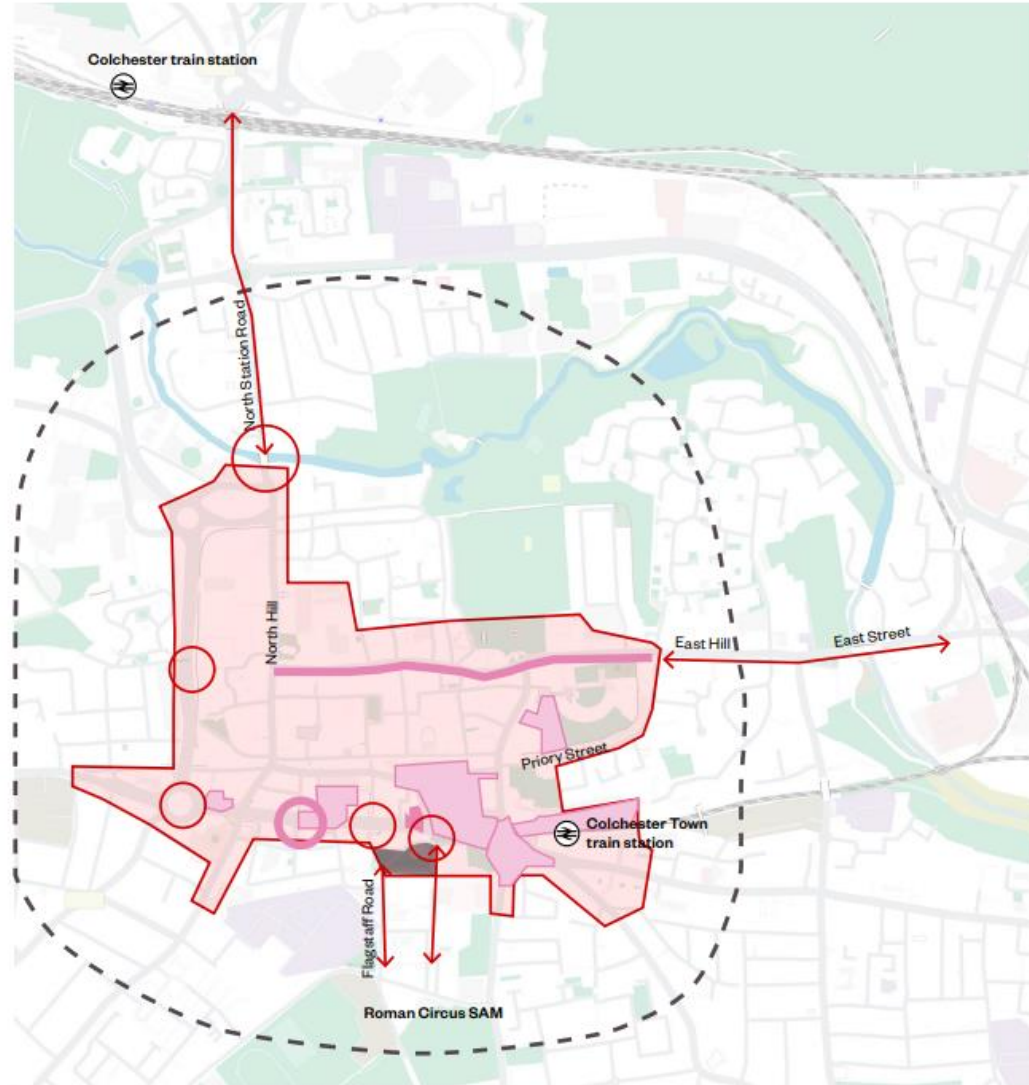 Colchester train station
North Station Road
North Hill
East Hill
East Street
Priory Street
Colchester Town
train station
Flagstaff Road
Roman Circus SAM